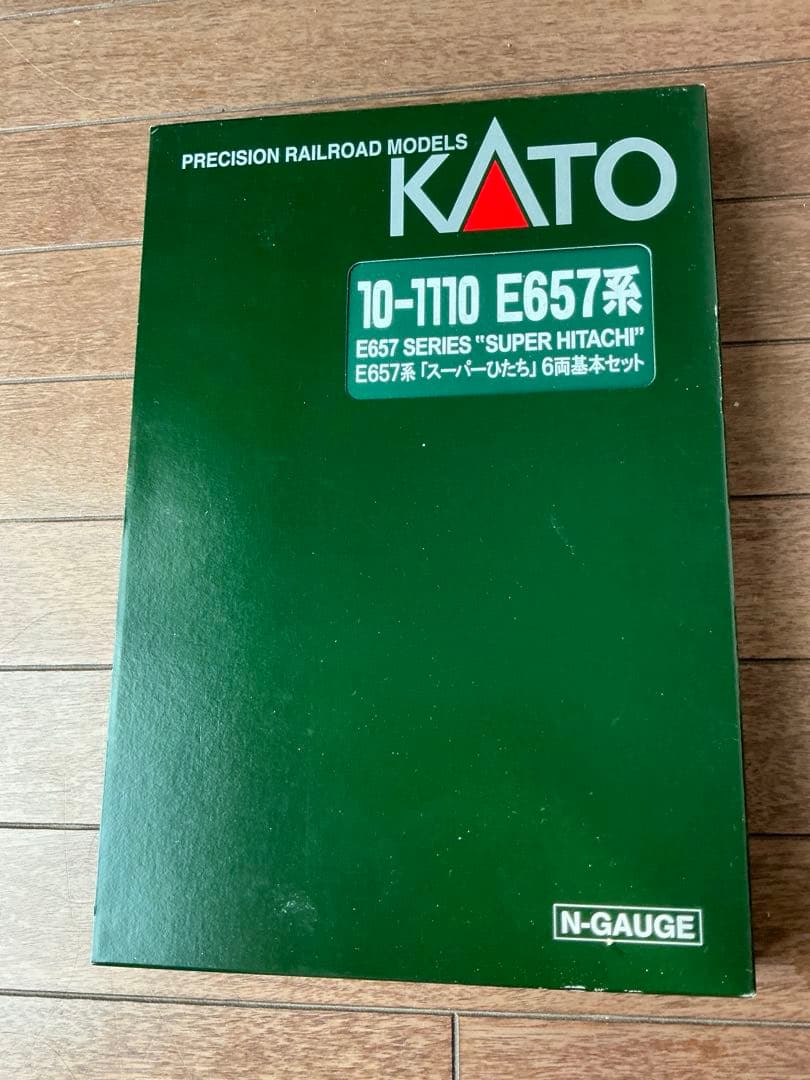 PRECISION RAILROAD MODELS
KATO
10-1110 E657系
E657 SERIES "SUPER HITACHI"
E657系「スーパーひたち」6両基本セット
N-GAUGE